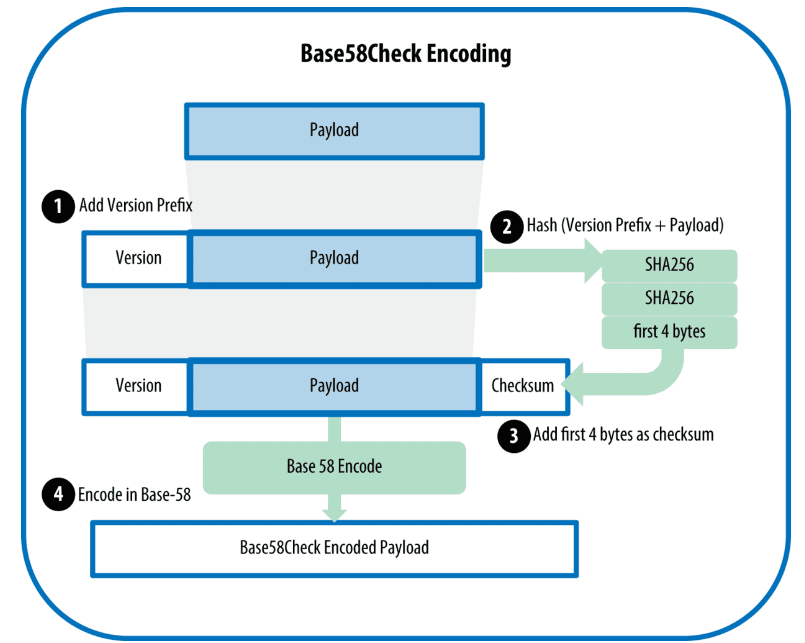 Base58Check Encoding
Payload
1 Add Version Prefix
2 Hash (Version Prefix + Payload)
Version Payload
SHA256
SHA256
first 4 bytes
Version Payload Checksum
3 Add first 4 bytes as checksum
Base 58 Encode
4 Encode in Base-58
Base58Check Encoded Payload